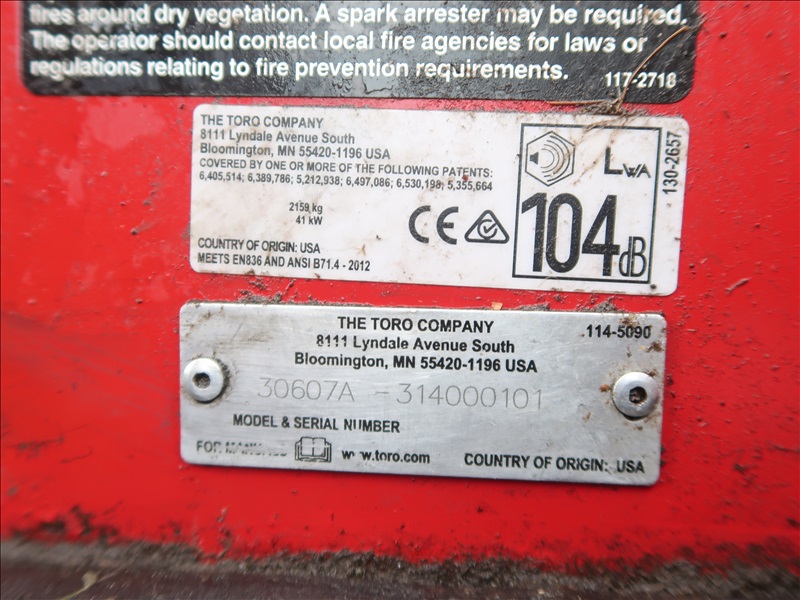 fires around dry vegetation. A spark arrester may be required.
The operator should contact local fire agencies for laws or
regulations relating to fire prevention requirements.
117-2718
THE TORO COMPANY
8111 Lyndale Avenue South
Bloomington, MN 55420-1196 USA
COVERED BY ONE OR MORE OF THE FOLLOWING PATENTS:
6,405,514; 6,389,786; 5,212,938; 6,497,086; 6,530,198; 5,355,664
2159 kg
41 kW
COUNTRY OF ORIGIN: USA
MEETS EN836 AND ANSI B71.4 - 2012
CE
LWA
104dB
130-2657
THE TORO COMPANY
114-5090
8111 Lyndale Avenue South
Bloomington, MN 55420-1196 USA
30607A - 314000101
MODEL & SERIAL NUMBER
FOR www.toro.com
COUNTRY OF ORIGIN: USA